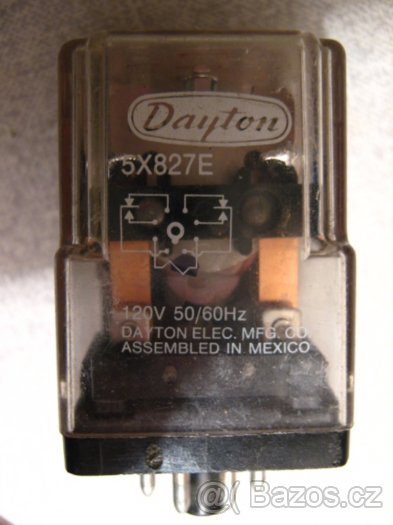 Dayton
5X827E
120V 50/60Hz
DAYTON ELEC. MFG. CO.
ASSEMBLED IN MEXICO
@ Bazos.cz